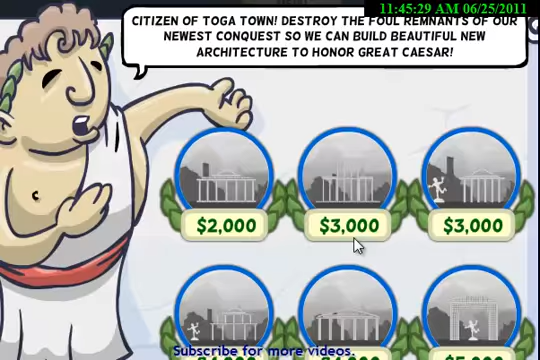 11:45:29 AM 06/25/2011
CITIZEN OF TOGA TOWN! DESTROY THE FOUL REMNANTS OF OUR
NEWEST CONQUEST SO WE CAN BUILD BEAUTIFUL NEW
ARCHITECTURE TO HONOR GREAT CAESAR!
$2,000 $3,000 $3,000
Subscribe for more videos.